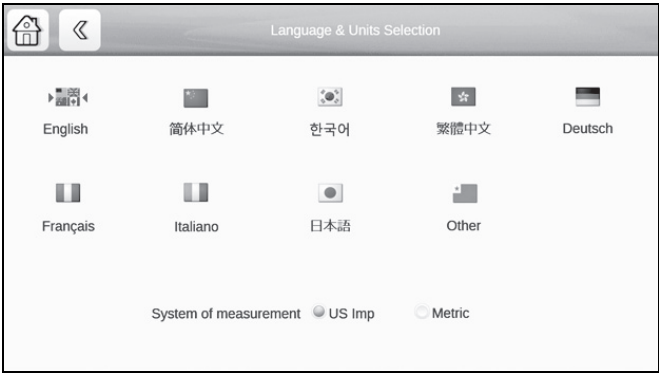 Language & Units Selection
English 简体中文 한국어 繁體中文 Deutsch
Français Italiano 日本語 Other
System of measurement US Imp Metric